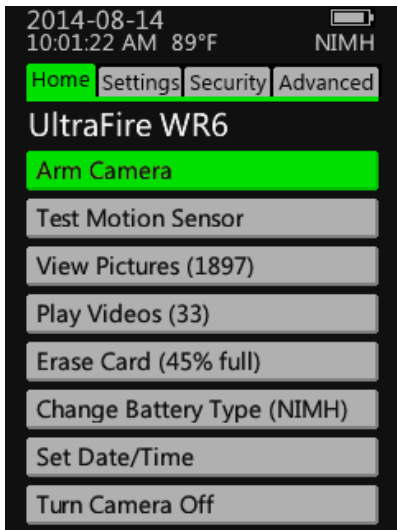 2014-08-14
10:01:22 AM 89°F NIMH
Home Settings Security Advanced
UltraFire WR6
Arm Camera
Test Motion Sensor
View Pictures (1897)
Play Videos (33)
Erase Card (45% full)
Change Battery Type (NIMH)
Set Date/Time
Turn Camera Off